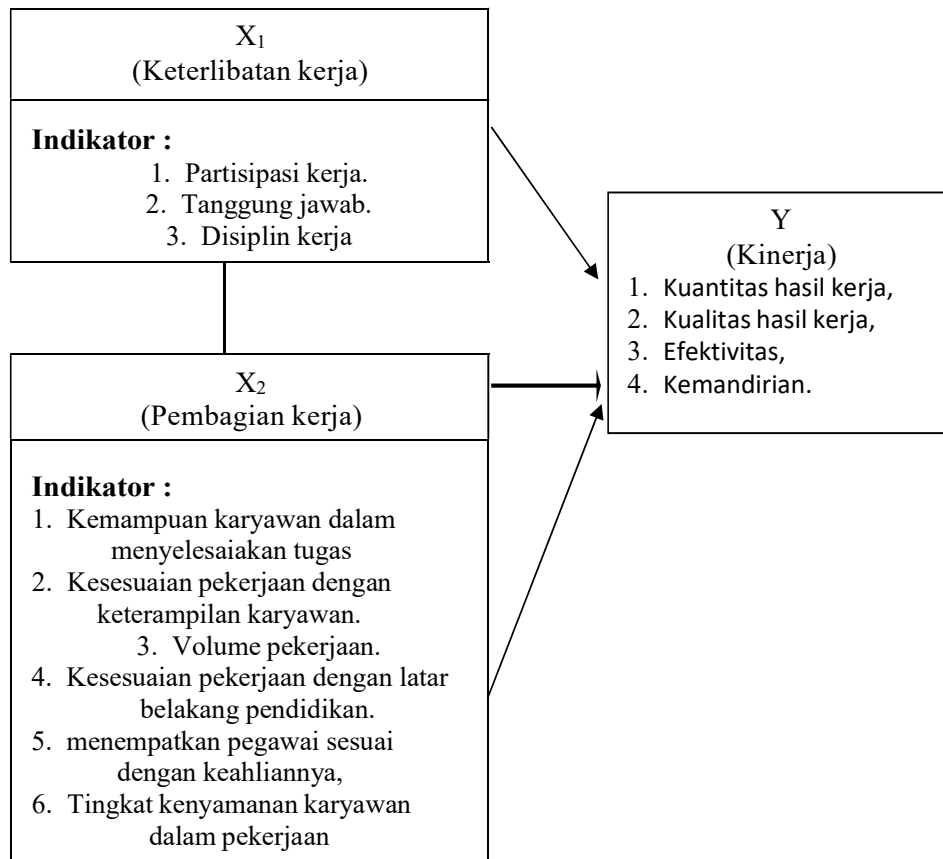 X₁
(Keterlibatan kerja)
Indikator :
1. Partisipasi kerja.
2. Tanggung jawab.
3. Disiplin kerja
X₂
(Pembagian kerja)
Indikator :
1. Kemampuan karyawan dalam
menyelesaiakan tugas
2. Kesesuaian pekerjaan dengan
keterampilan karyawan.
3. Volume pekerjaan.
4. Kesesuaian pekerjaan dengan latar
belakang pendidikan.
5. menempatkan pegawai sesuai
dengan keahliannya,
6. Tingkat kenyamanan karyawan
dalam pekerjaan
Y
(Kinerja)
1. Kuantitas hasil kerja,
2. Kualitas hasil kerja,
3. Efektivitas,
4. Kemandirian.